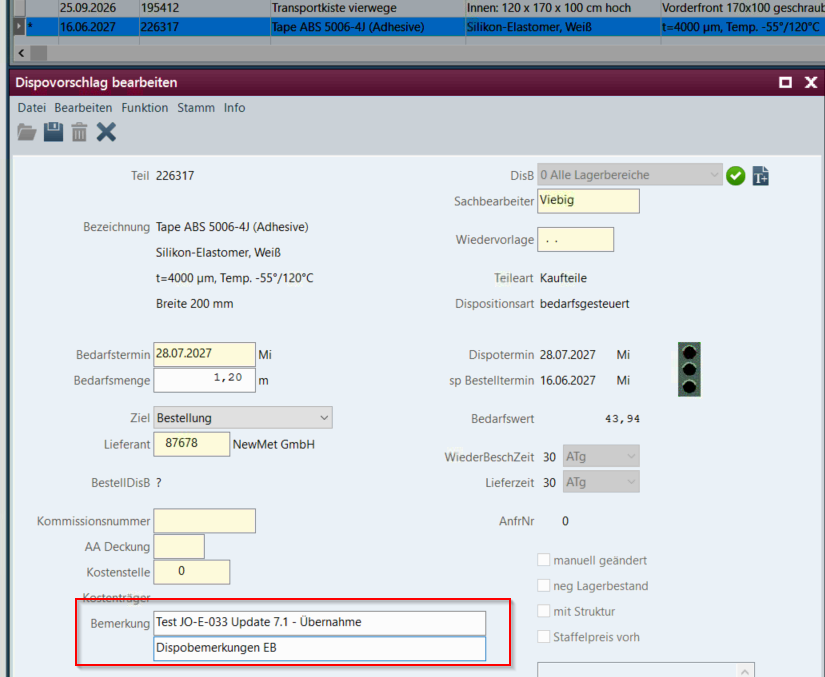 25.09.2026 195412 Transportkiste vierwege Innen: 120 x 170 x 100 cm hoch Vorderfront 170x100 geschraub
* 16.06.2027 226317 Tape ABS 5006-4J (Adhesive) Silikon-Elastomer, Weiß t=4000 µm, Temp. -55°/120°C
Dispovorschlag bearbeiten
Datei Bearbeiten Funktion Stamm Info
Teil 226317
DisB 0 Alle Lagerbereiche
Sachbearbeiter Viebig
Bezeichnung Tape ABS 5006-4J (Adhesive)
Wiedervorlage . .
Silikon-Elastomer, Weiß
t=4000 µm, Temp. -55°/120°C
Teileart Kaufteile
Breite 200 mm
Dispositionsart bedarfsgesteuert
Bedarfstermin 28.07.2027 Mi
Dispotermin 28.07.2027 Mi
Bedarfsmenge 1,20 m
sp Bestelltermin 16.06.2027 Mi
Ziel Bestellung
Bedarfswert 43,94
Lieferant 87678 NewMet GmbH
WiederBeschZeit 30 ATg
BestellDisB ?
Lieferzeit 30 ATg
Kommissionsnummer
AnfrNr 0
AA Deckung
manuell geändert
Kostenstelle 0
neg Lagerbestand
Kostenträger
mit Struktur
Bemerkung Test JO-E-033 Update 7.1 - Übernahme
Staffelpreis vorh
Dispobemerkungen EB